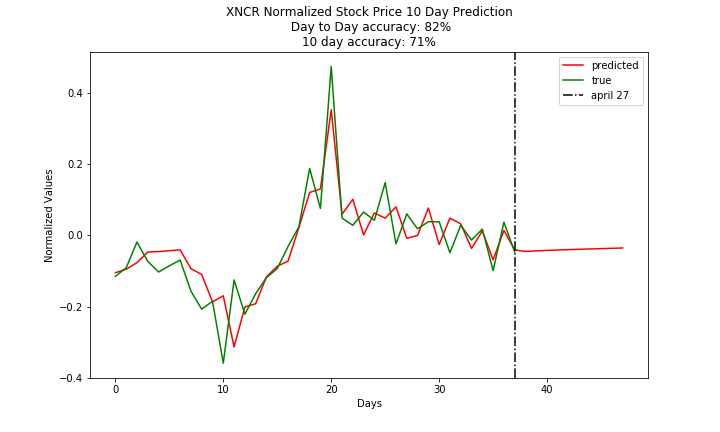 XNCR Normalized Stock Price 10 Day Prediction
Day to Day accuracy: 82%
10 day accuracy: 71%
predicted
true
april 27
0.4
0.2
0.0
−0.2
−0.4
Normalized Values
0 10 20 30 40
Days